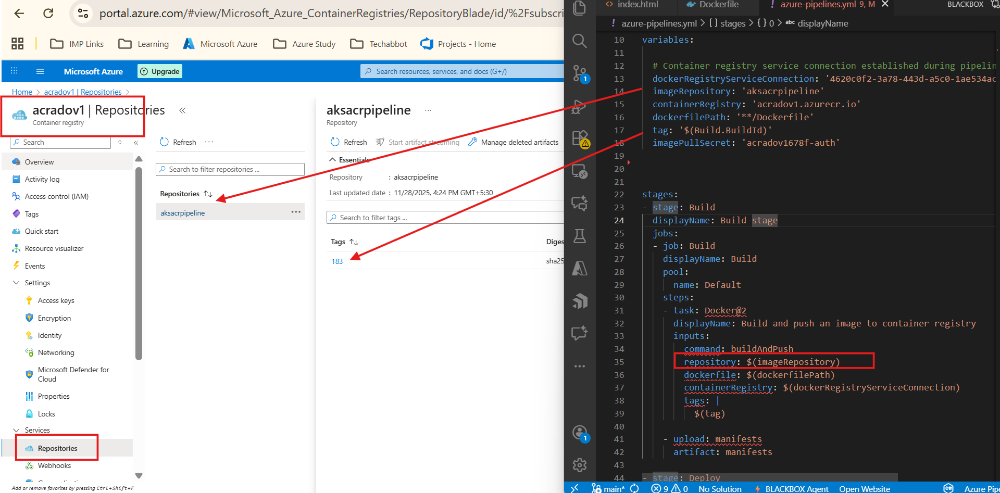 portal.azure.com/#view/Microsoft_Azure_ContainerRegistries/RepositoryBlade/id/%2Fsubscri
IMP Links
Learning
Microsoft Azure
Azure Study
Techabbot
Projects - Home
Microsoft Azure
Upgrade
Search resources, services, and docs (G+/)
Home > acradov1 | Repositories >
acradov1 | Repositories
Container registry
Search
Overview
Activity log
Access control (IAM)
Tags
Quick start
Resource visualizer
Events
Settings
Access keys
Encryption
Identity
Networking
Microsoft Defender for
Cloud
Properties
Locks
Services
Repositories
Webhooks
Add or remove favorites by pressing Ctrl+Shift+F
Refresh
Search to filter repositories ...
Repositories
aksacrpipeline
aksacrpipeline
Repository
Refresh
Start artifact streaming
Manage deleted artifacts
Essentials
Repository : aksacrpipeline
Last updated date : 11/28/2025, 4:24 PM GMT+5:30
Search to filter tags ...
Tags
Diges
183
sha25
index.html
Dockerfile
! azure-pipelines.yml 9, M
BLACKBOX
! azure-pipelines.yml > [ ] stages > { } 0 > abc displayName
10 variables:
11
12 # Container registry service connection established during pipelin
13 dockerRegistryServiceConnection: '4620c0f2-3a78-443d-a5c0-1ae534ac
14 imageRepository: 'aksacrpipeline'
15 containerRegistry: 'acradov1.azurecr.io'
16 dockerfilePath: '**/Dockerfile'
17 tag: '$(Build.BuildId)'
18 imagePullSecret: 'acradov1678f-auth'
19
20
21
22 stages:
23 - stage: Build
24 displayName: Build stage
25 jobs:
26 - job: Build
27 displayName: Build
28 pool:
29 name: Default
30 steps:
31 - task: Docker@2
32 displayName: Build and push an image to container registry
33 inputs:
34 command: buildAndPush
35 repository: $(imageRepository)
36 dockerfile: $(dockerfilePath)
37 containerRegistry: $(dockerRegistryServiceConnection)
38 tags: |
39 $(tag)
40
41 - upload: manifests
42 artifact: manifests
43
44 - stage: Deploy
1
1
main*
9
0
No Solution
BLACKBOX Agent
Open Website
Azure Pip